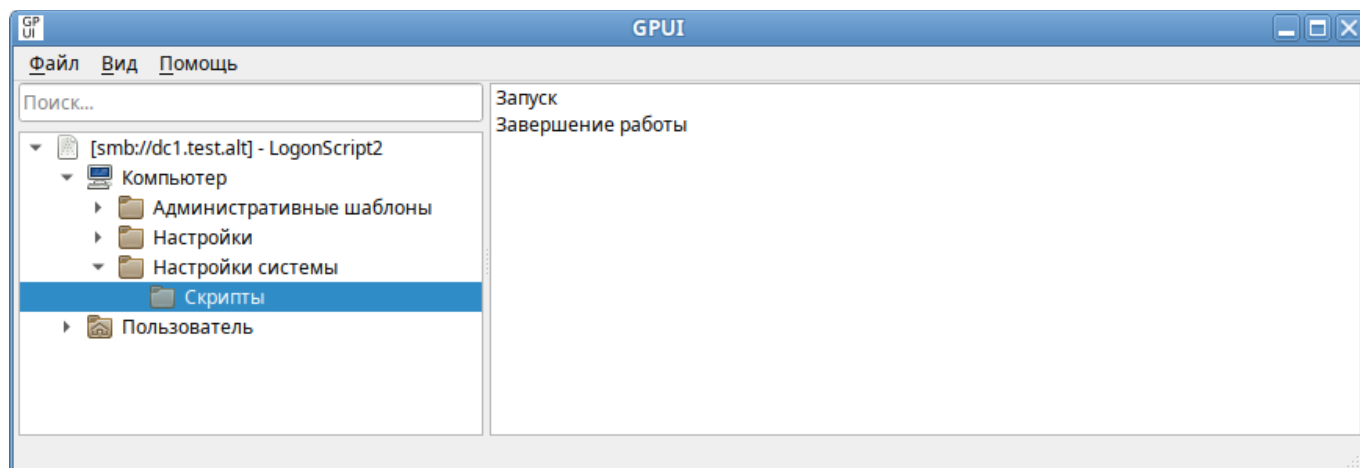 GP
UI
GPUI
Файл Вид Помощь
Поиск...
[smb://dc1.test.alt] - LogonScript2
Компьютер
Административные шаблоны
Настройки
Настройки системы
Скрипты
Пользователь
Запуск
Завершение работы